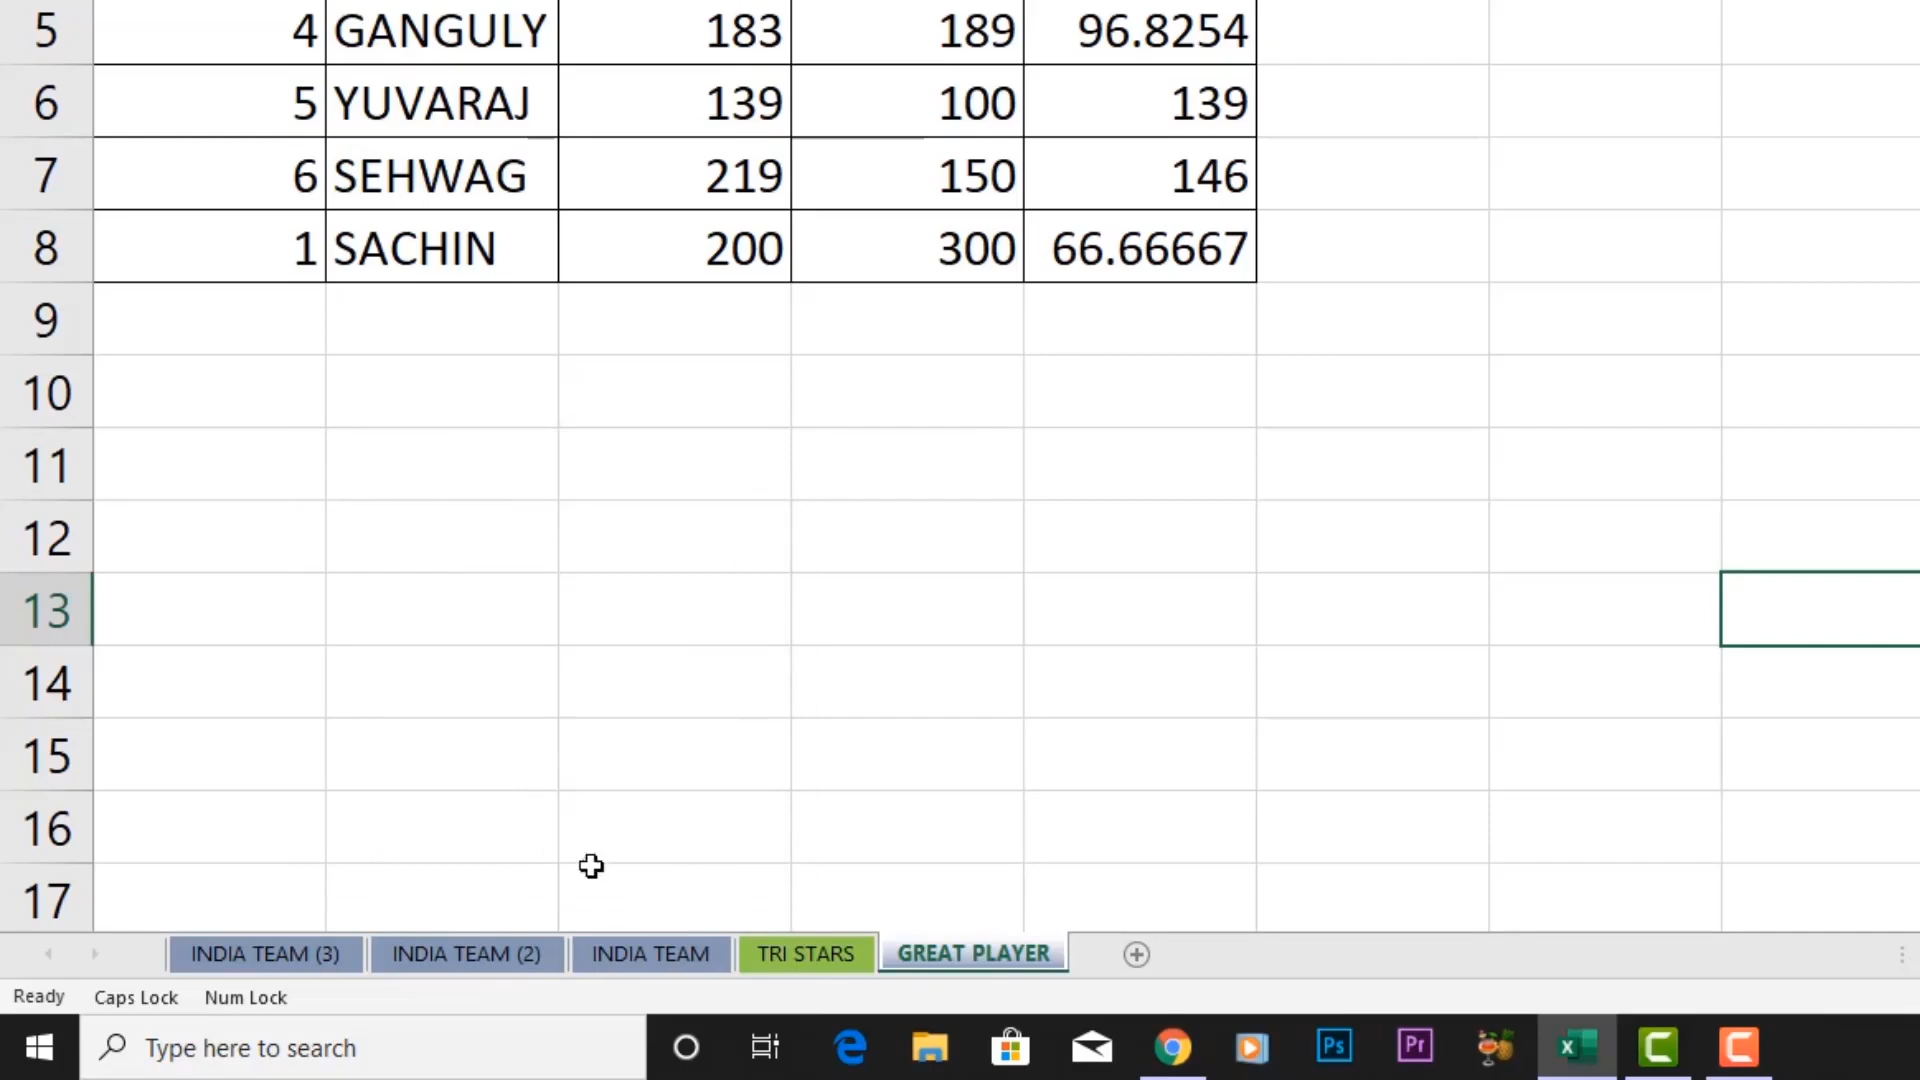 5 4 GANGULY 183 189 96.8254
6 5 YUVARAJ 139 100 139
7 6 SEHWAG 219 150 146
8 1 SACHIN 200 300 66.66667
9
10
11
12
13
14
15
16
17
INDIA TEAM (3) INDIA TEAM (2) INDIA TEAM TRI STARS GREAT PLAYER
Ready Caps Lock Num Lock
Type here to search Ps Pr